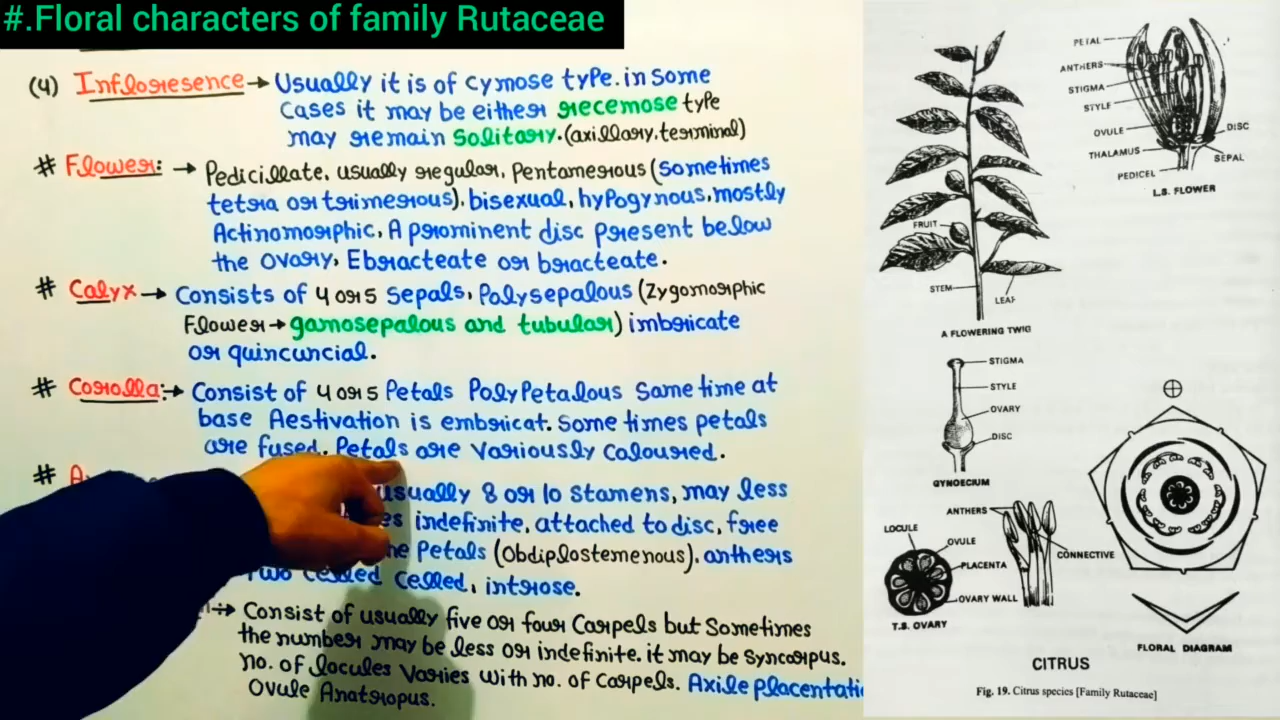 #.Floral characters of family Rutaceae
(4) Infloresence → Usually it is of cymose type. in some
cases it may be either recemose type
may remain Solitary. (axillary, terminal)
# Flower: → Pedicillate, usually regular, Pentamerous (sometimes
tetra or trimerous), bisexual, hypogynous, mostly
Actinomorphic, A prominent disc present below
the ovary, Ebracteate or bracteate.
# Calyx → Consists of 4 or 5 Sepals, Polysepalous (Zygomorphic
Flower → gamosepalous and tubular) imbricate
or quincuncial.
# Corolla: → Consist of 4 or 5 Petals PolyPetalous Same time at
base Aestivation is embricat. Some times petals
are fused. Petals are variously caloured.
#
usually 8 or 10 stamens, may less
indefinite, attached to disc, free
Petals (Obdiplostemenous). anthers
Two celled celled, introse.
→ Consist of usually five or four Carpels but Sometimes
the number may be less or indefinite. it may be Syncarpus.
no. of locules varies with no. of Carpels. Axile placentati
Ovule Anatropus.
PETAL
ANTHERS
STIGMA
STYLE
OVULE
THALAMUS
PEDICEL
DISC
SEPAL
L.S. FLOWER
FRUIT
STEM
LEAF
A FLOWERING TWIG
STIGMA
STYLE
OVARY
DISC
GYNOECIUM
ANTHERS
CONNECTIVE
LOCULE
OVULE
PLACENTA
OVARY WALL
T.S. OVARY
FLORAL DIAGRAM
CITRUS
Fig. 19. Citrus species [Family Rutaceae]